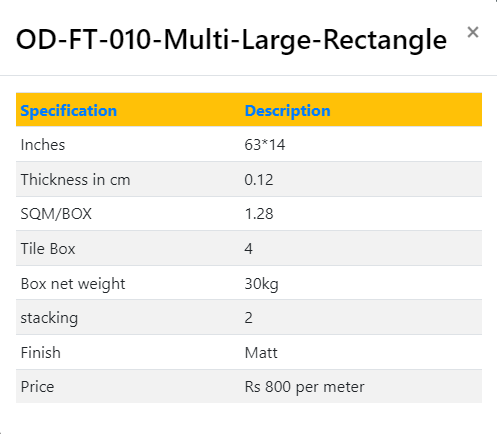 OD-FT-010-Multi-Large-Rectangle ×
Specification Description
Inches 63*14
Thickness in cm 0.12
SQM/BOX 1.28
Tile Box 4
Box net weight 30kg
stacking 2
Finish Matt
Price Rs 800 per meter